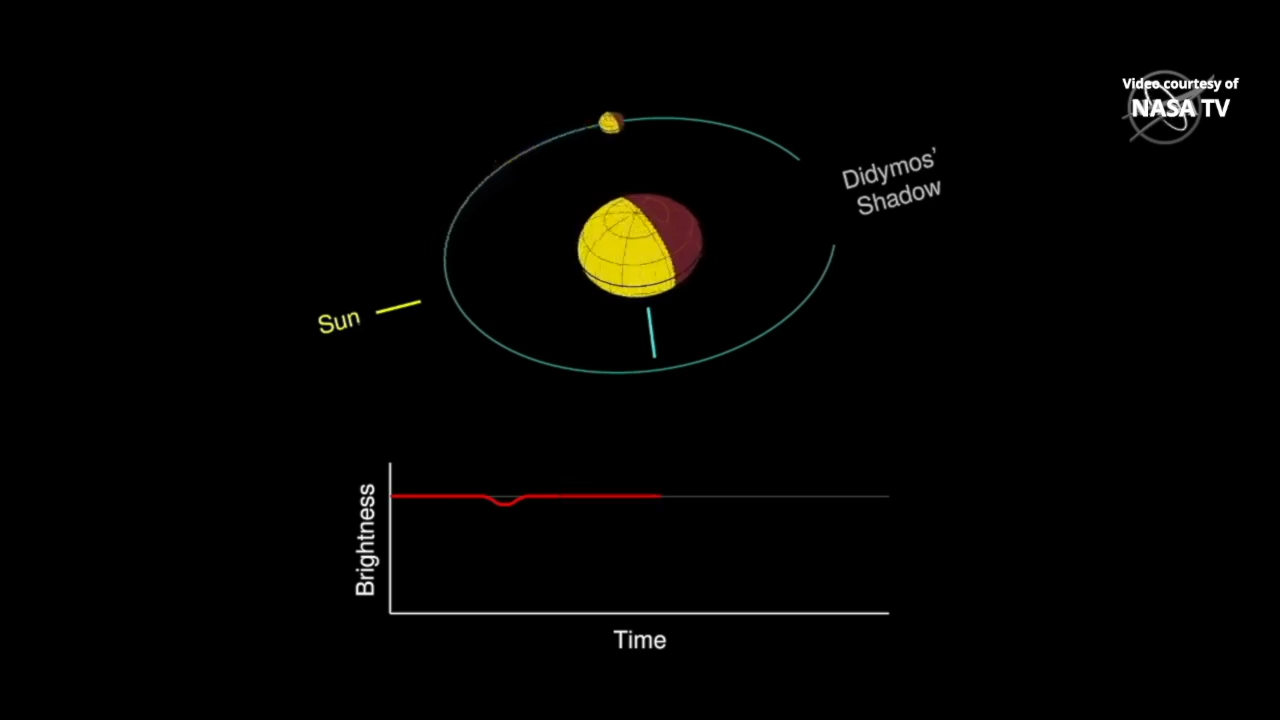 Video courtesy of
NASA TV
Didymos’
Shadow
Sun
Brightness
Time